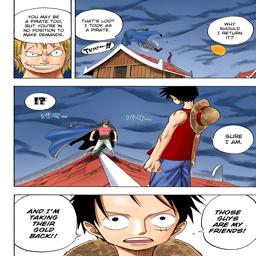 YOU MAY BE
A PIRATE TOO,
BUT YOU'RE IN
NO POSITION TO
MAKE DEMANDS.
THAT'S LOOT
I TOOK AS
A PIRATE.
WHY
SHOULD I
RETURN
IT?
!?
SURE
I AM.
AND I'M
TAKING
THEIR
GOLD
BACK!!
THOSE
GUYS
ARE MY
FRIENDS!